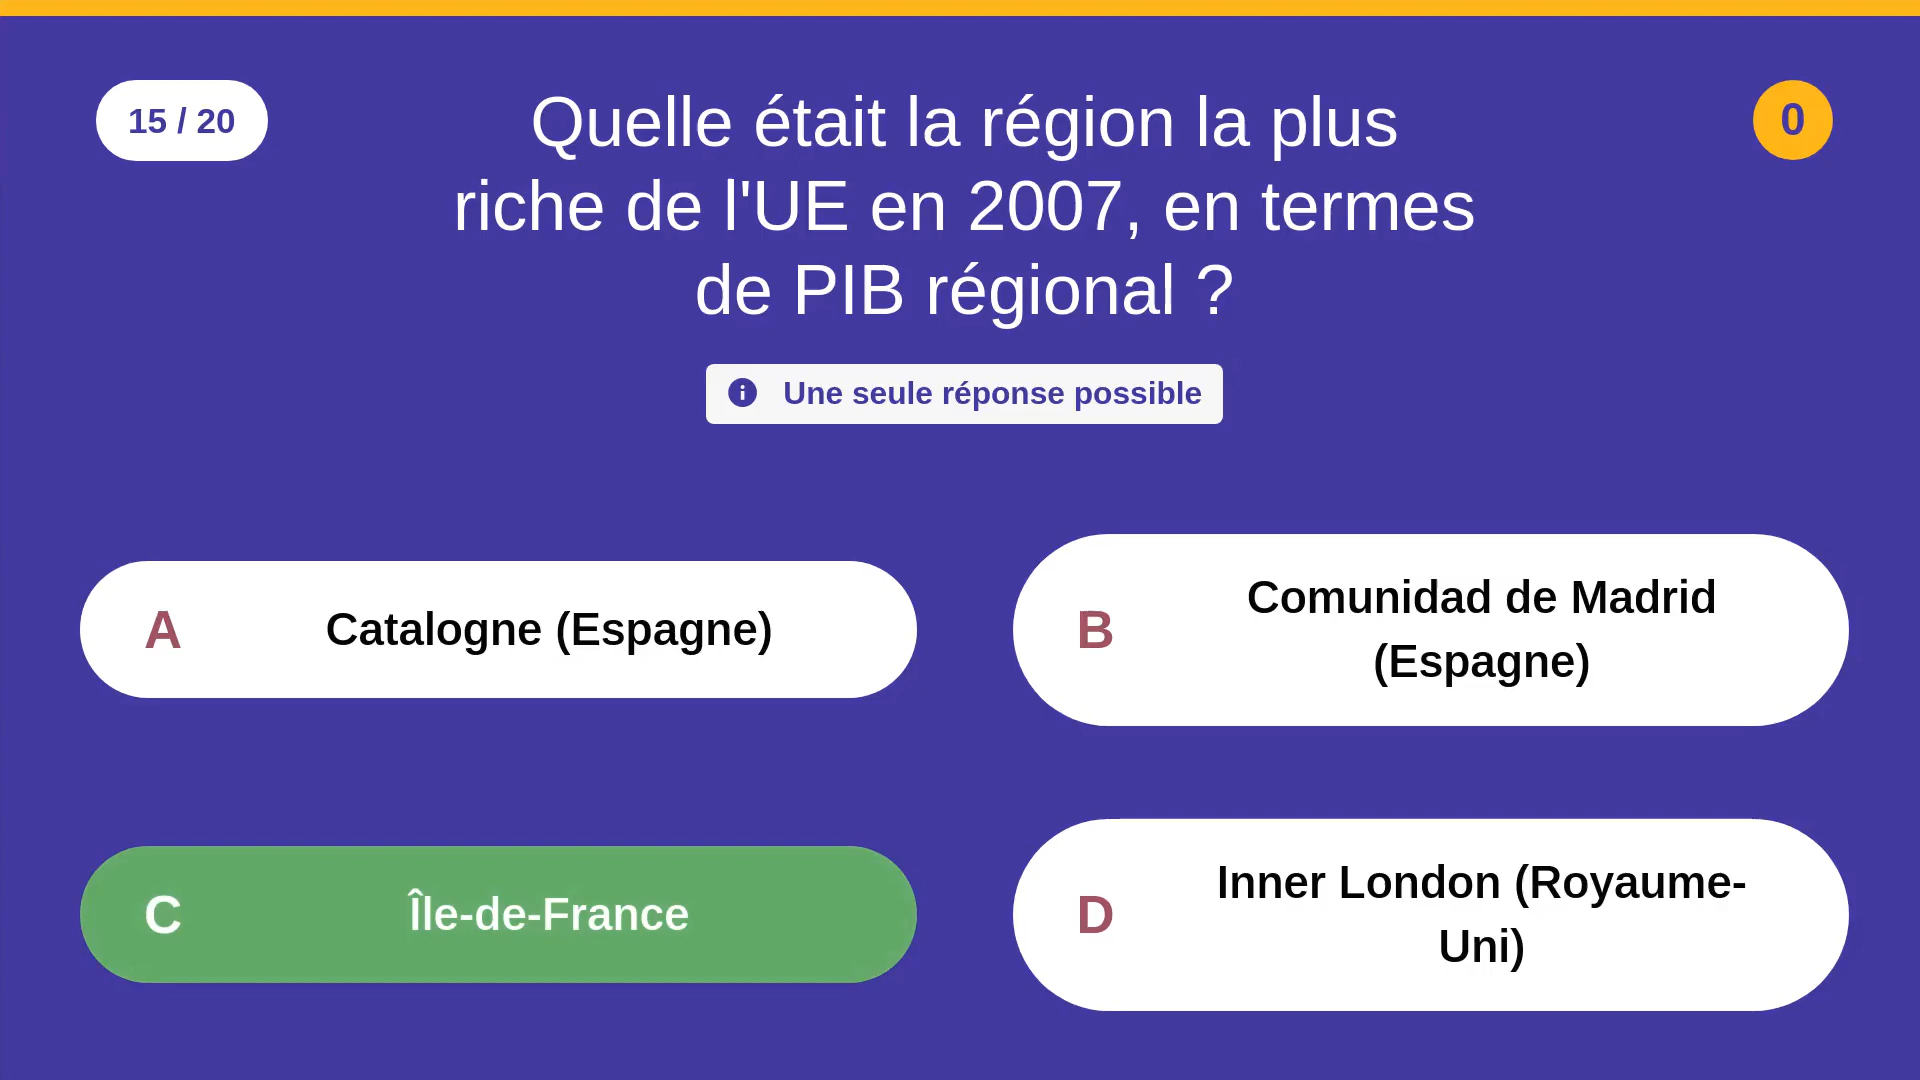 15 / 20
Quelle était la région la plus
riche de l'UE en 2007, en termes
de PIB régional ?
0
Une seule réponse possible
A
Catalogne (Espagne)
B
Comunidad de Madrid
(Espagne)
C
Île-de-France
D
Inner London (Royaume-
Uni)